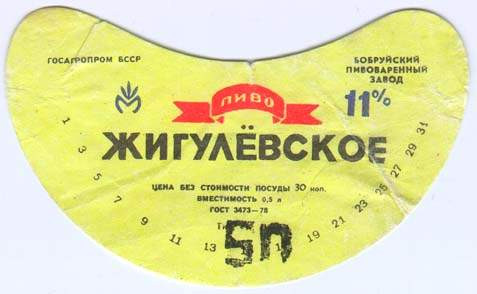 ГОСАГРОПРОМ БССР
БОБРУЙСКИЙ
ПИВОВАРЕННЫЙ
ЗАВОД
ПИВО
11%
ЖИГУЛЁВСКОЕ
ЦЕНА БЕЗ СТОИМОСТИ ПОСУДЫ 30 коп.
ВМЕСТИМОСТЬ 0,5 л
ГОСТ 3473—78
1 3 5 7 9 11 13 19 21 23 25 27 29 31